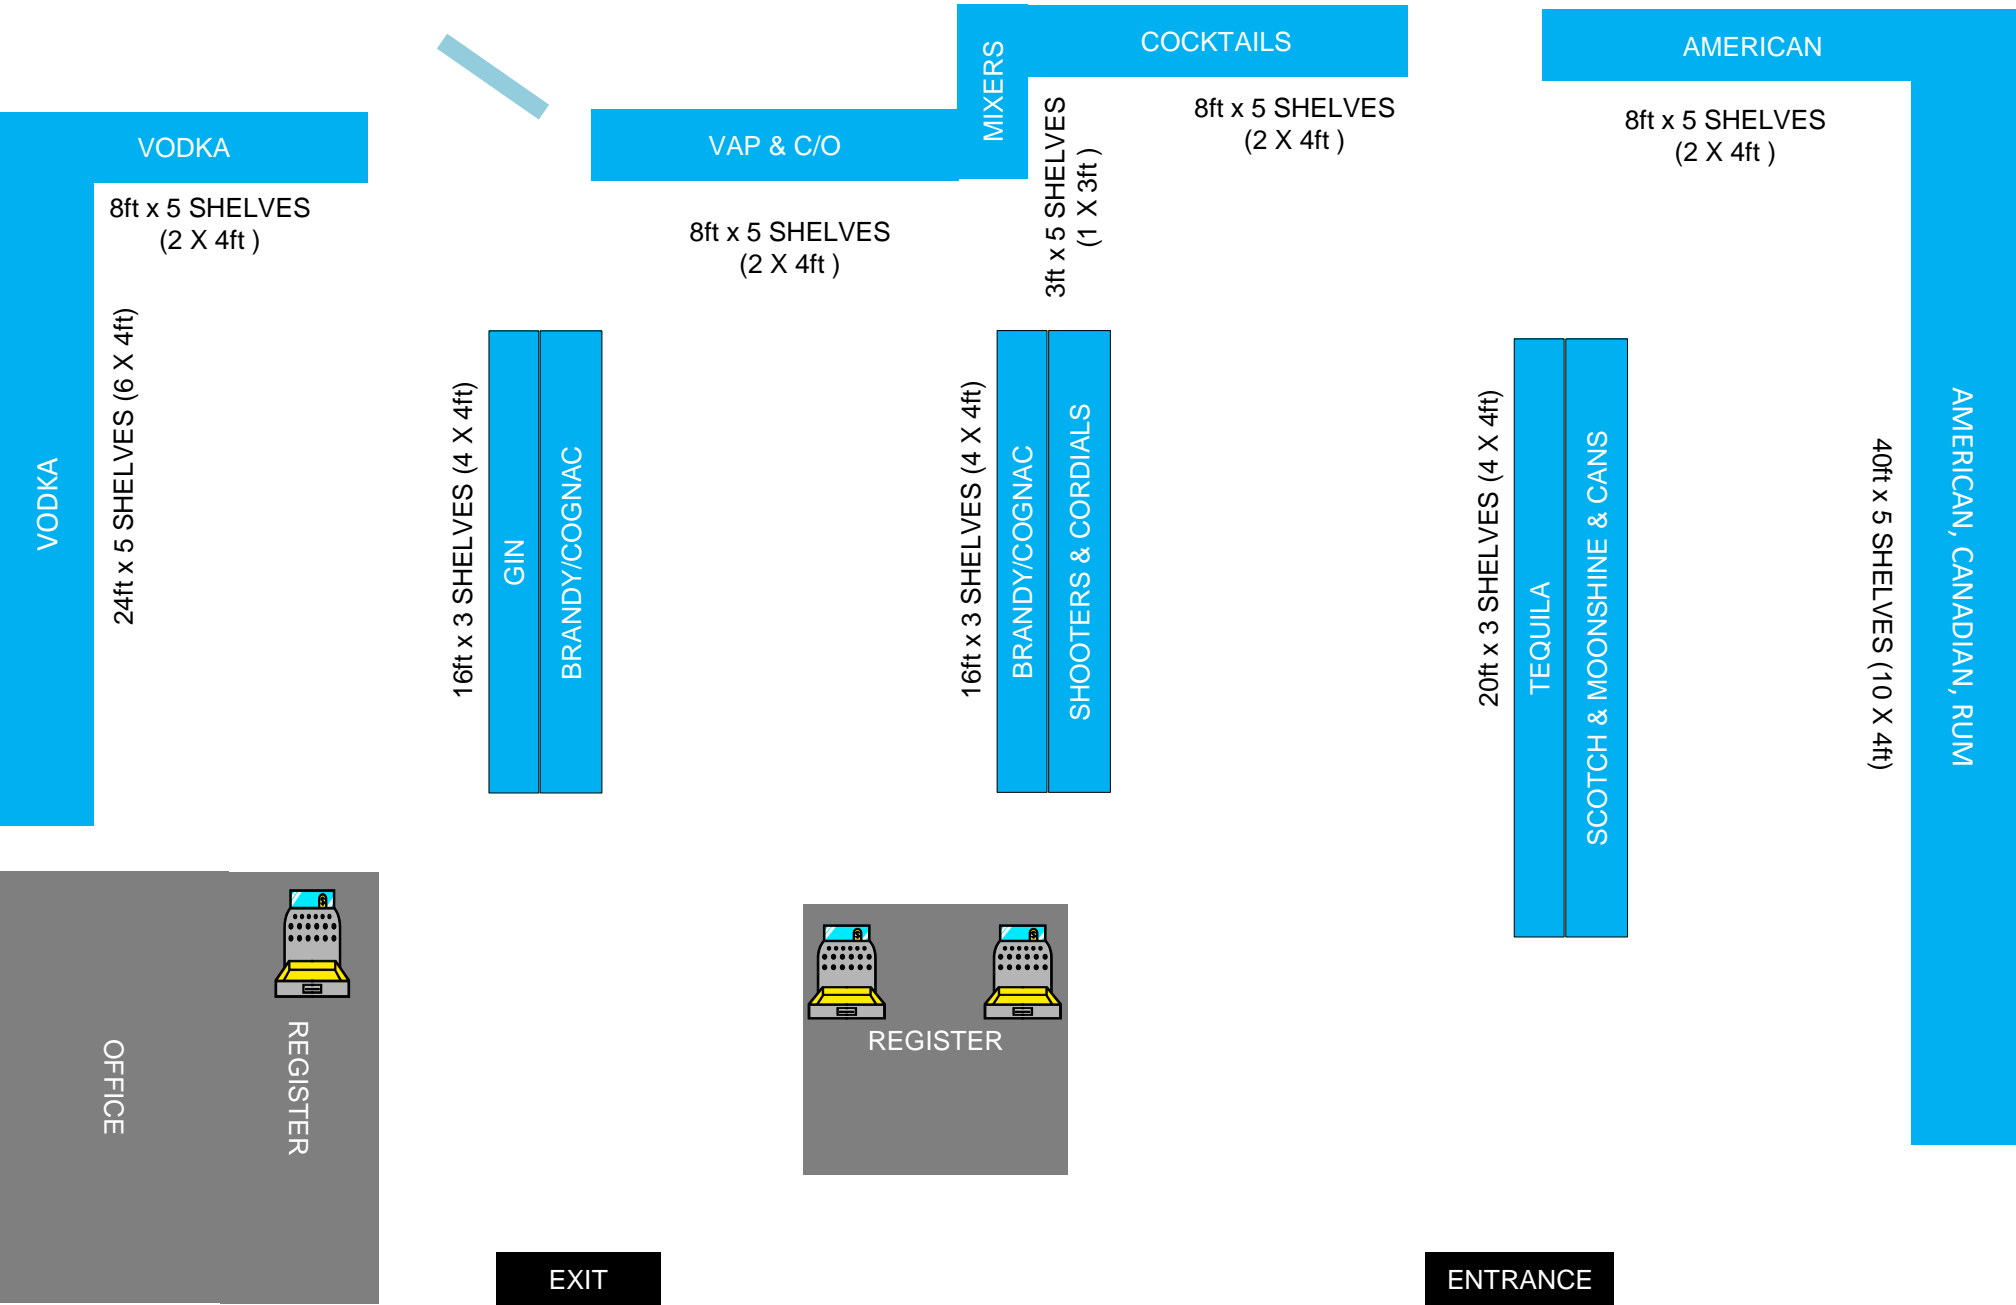 MIXERS
COCKTAILS
AMERICAN
8ft x 5 SHELVES
(2 X 4ft )
8ft x 5 SHELVES
(2 X 4ft )
VODKA
VAP & C/O
3ft x 5 SHELVES
(1 X 3ft )
8ft x 5 SHELVES
(2 X 4ft )
8ft x 5 SHELVES
(2 X 4ft )
VODKA
24ft x 5 SHELVES (6 X 4ft)
16ft x 3 SHELVES (4 X 4ft)
GIN
BRANDY/COGNAC
16ft x 3 SHELVES (4 X 4ft)
BRANDY/COGNAC
SHOOTERS & CORDIALS
20ft x 3 SHELVES (4 X 4ft)
TEQUILA
SCOTCH & MOONSHINE & CANS
40ft x 5 SHELVES (10 X 4ft)
AMERICAN, CANADIAN, RUM
OFFICE
REGISTER
REGISTER
EXIT
ENTRANCE